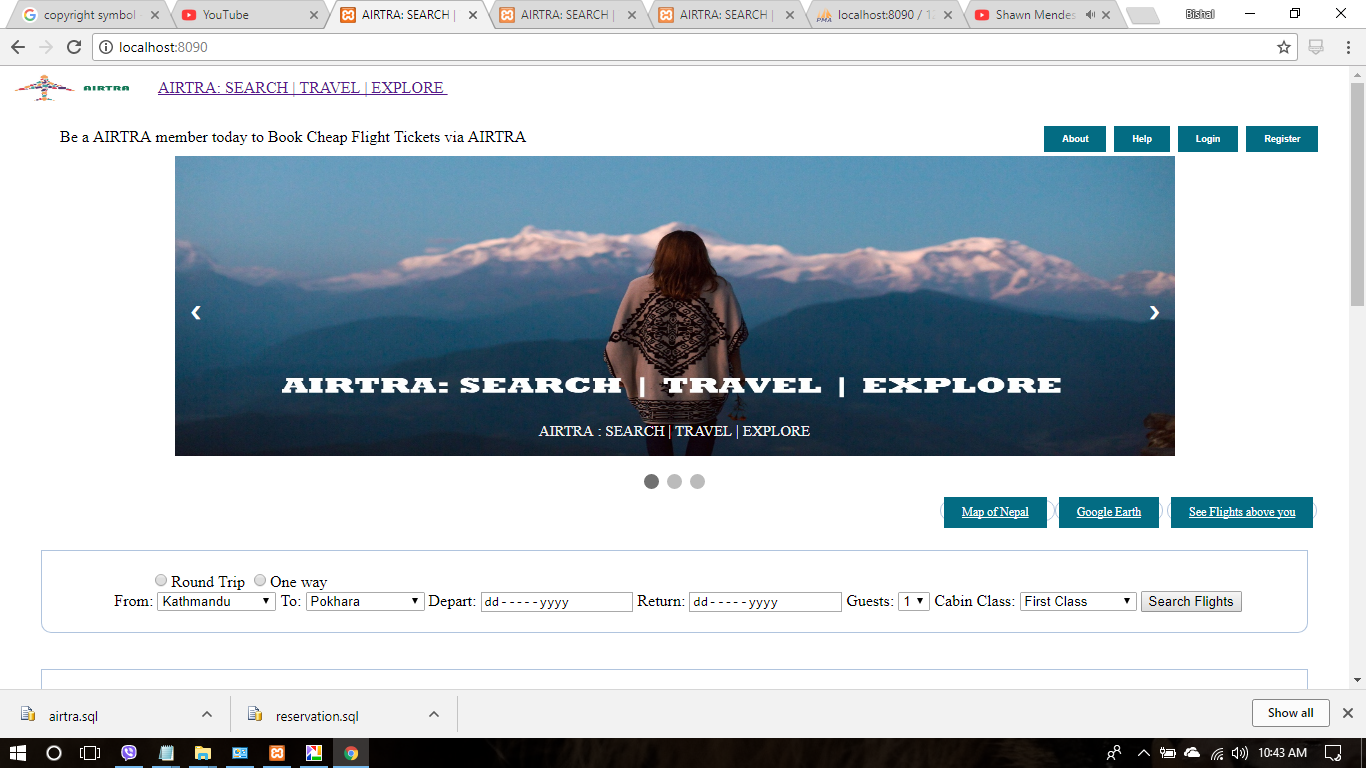 copyright symbol
YouTube
AIRTRA: SEARCH |
AIRTRA: SEARCH |
AIRTRA: SEARCH |
localhost:8090 / 12
Shawn Mendes
Bishal
localhost:8090
AIRTRA
AIRTRA: SEARCH | TRAVEL | EXPLORE
Be a AIRTRA member today to Book Cheap Flight Tickets via AIRTRA
About
Help
Login
Register
AIRTRA: SEARCH | TRAVEL | EXPLORE
AIRTRA : SEARCH | TRAVEL | EXPLORE
Map of Nepal
Google Earth
See Flights above you
Round Trip One way
From: Kathmandu To: Pokhara Depart: dd-----yyyy Return: dd-----yyyy Guests: 1 Cabin Class: First Class Search Flights
airtra.sql
reservation.sql
Show all
10:43 AM